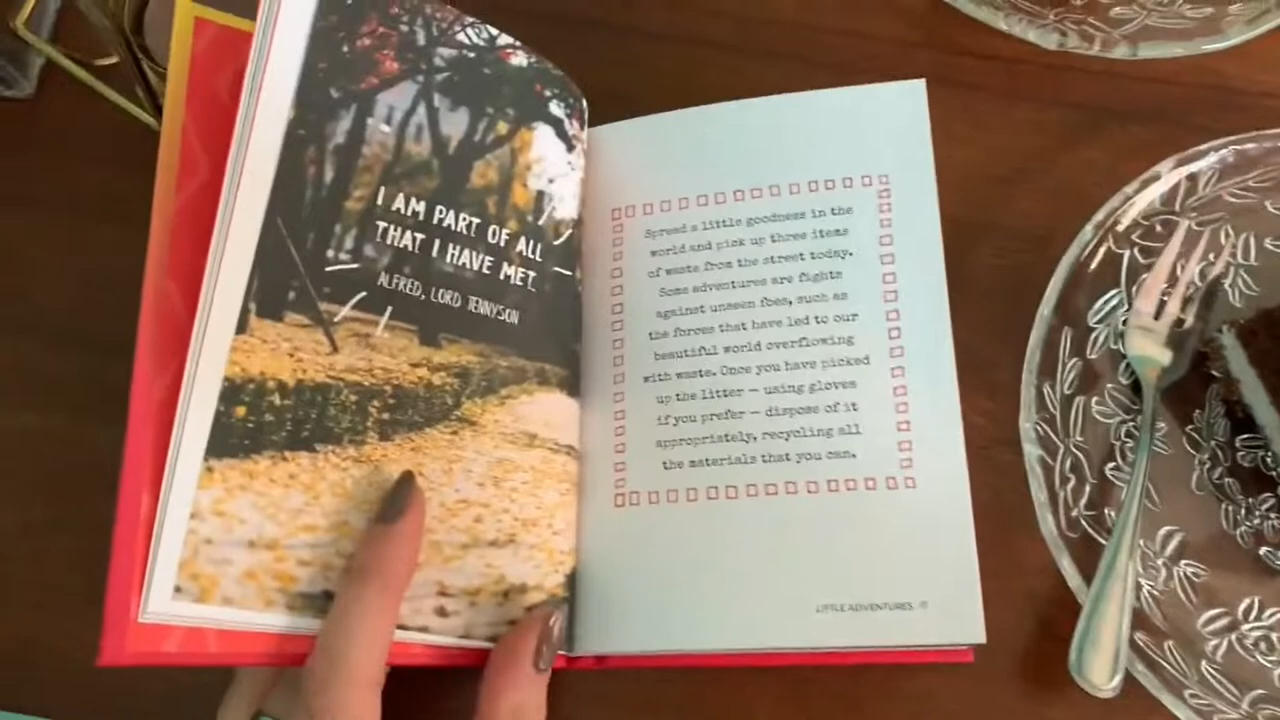 I AM PART OF ALL
THAT I HAVE MET.
ALFRED, LORD TENNYSON
Spread a little goodness in the
world and pick up three items
of waste from the street today.
Some adventures are fights
against unseen foes, such as
the forces that have led to our
beautiful world overflowing
with waste. Once you have picked
up the litter – using gloves
if you prefer – dispose of it
appropriately, recycling all
the materials that you can.
LITTLE ADVENTURES